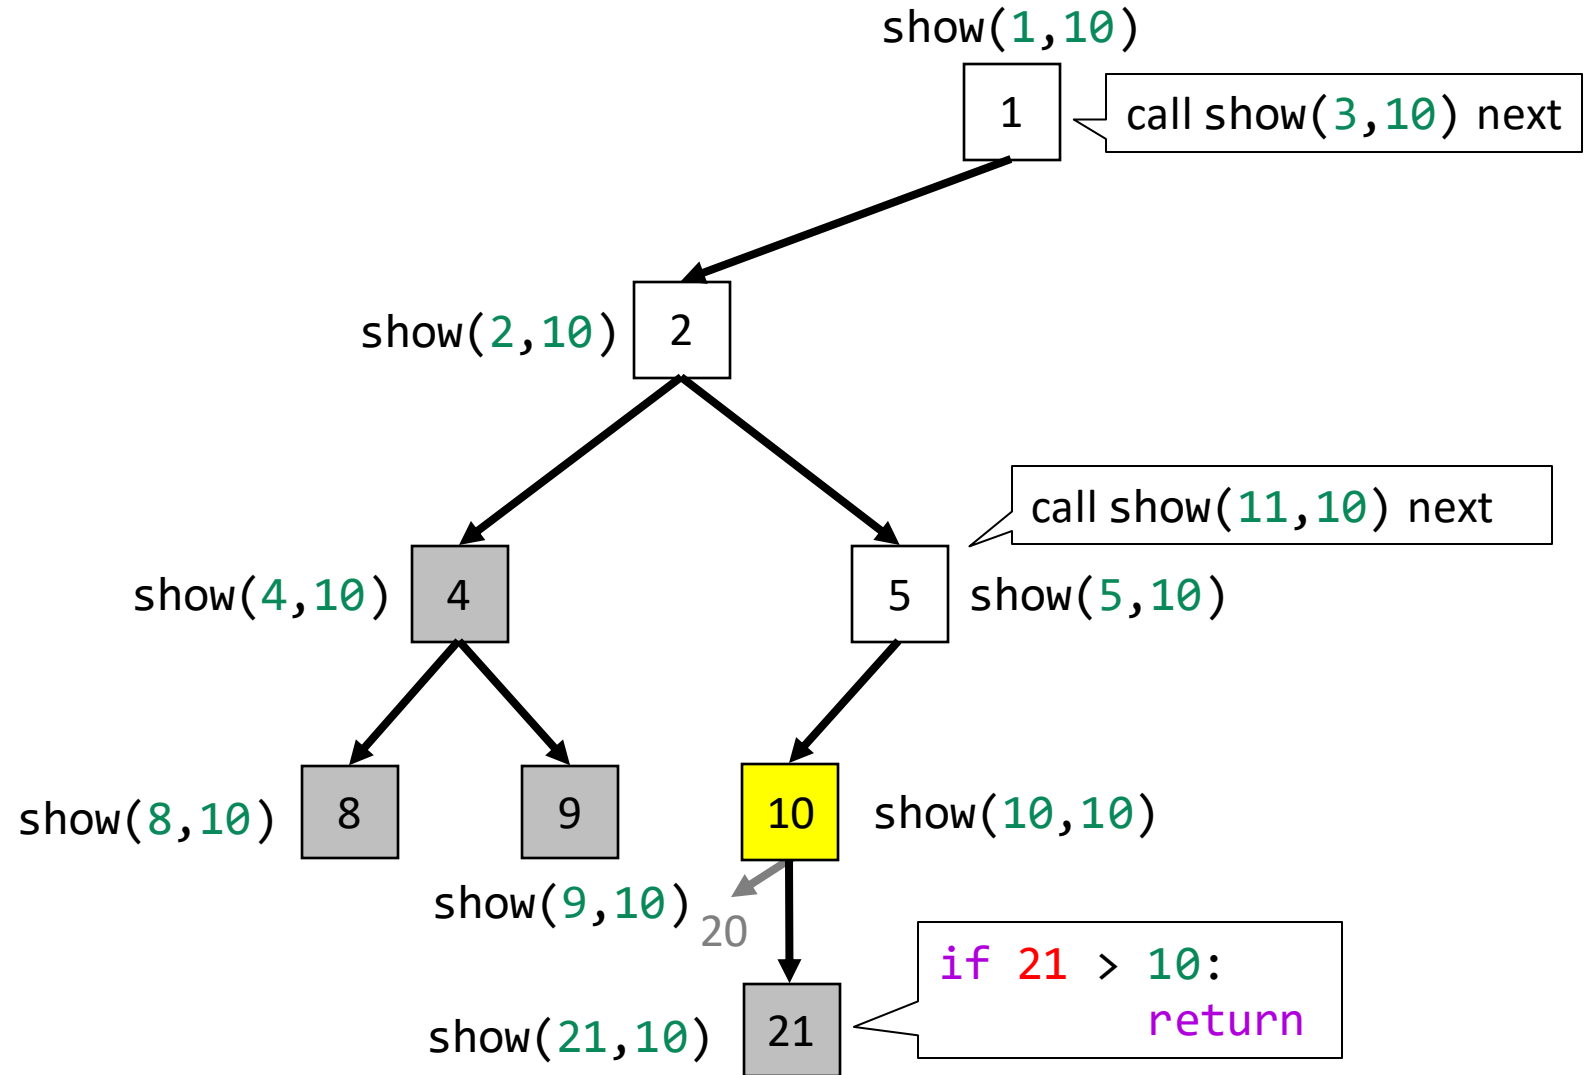 show(1,10)
1
call show(3,10) next
show(2,10)
2
call show(11,10) next
show(4,10)
4
5
show(5,10)
show(8,10)
8
9
10
show(10,10)
show(9,10)
20
if 21 > 10:
return
show(21,10)
21